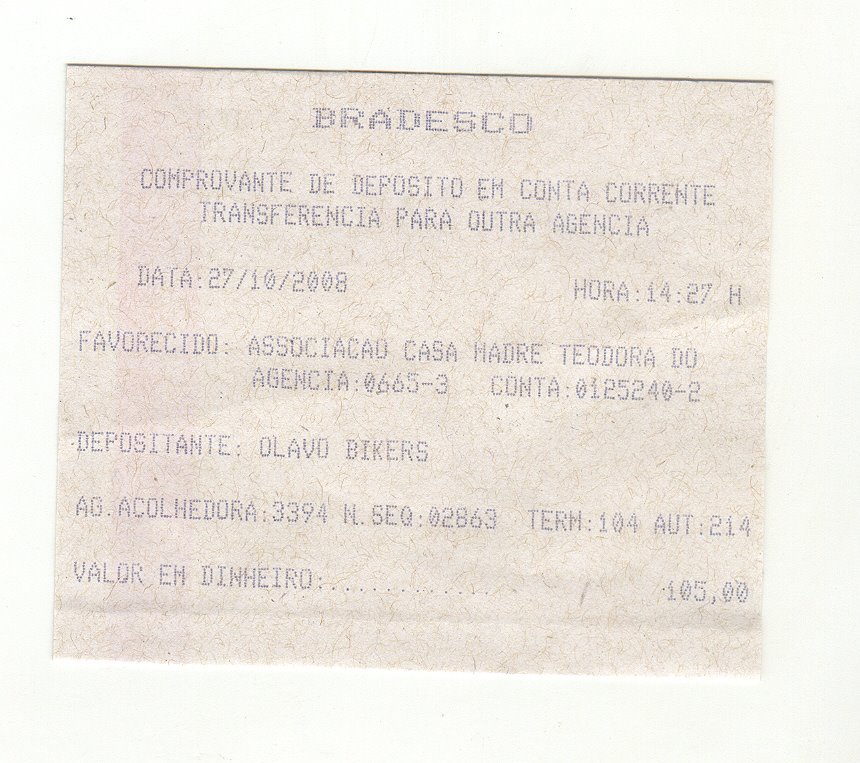 BRADESCO
COMPROVANTE DE DEPOSITO EM CONTA CORRENTE
TRANSFERENCIA PARA OUTRA AGENCIA
DATA:27/10/2008 HORA:14:27 H
FAVORECIDO: ASSOCIACAO CASA MADRE TEODORA DO
AGENCIA:0665-3 CONTA:0125240-2
DEPOSITANTE: OLAVO BIKERS
AG.ACOLHEDORA:3394 N.SEQ:02863 TERM:104 AUT:214
VALOR EM DINHEIRO:.............. 105,00